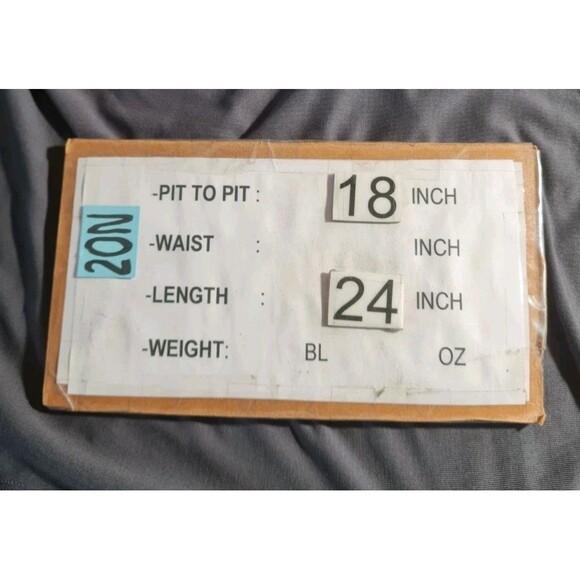 -PIT TO PIT : 18 INCH
-WAIST : INCH
-LENGTH : 24 INCH
-WEIGHT: BL OZ
20N